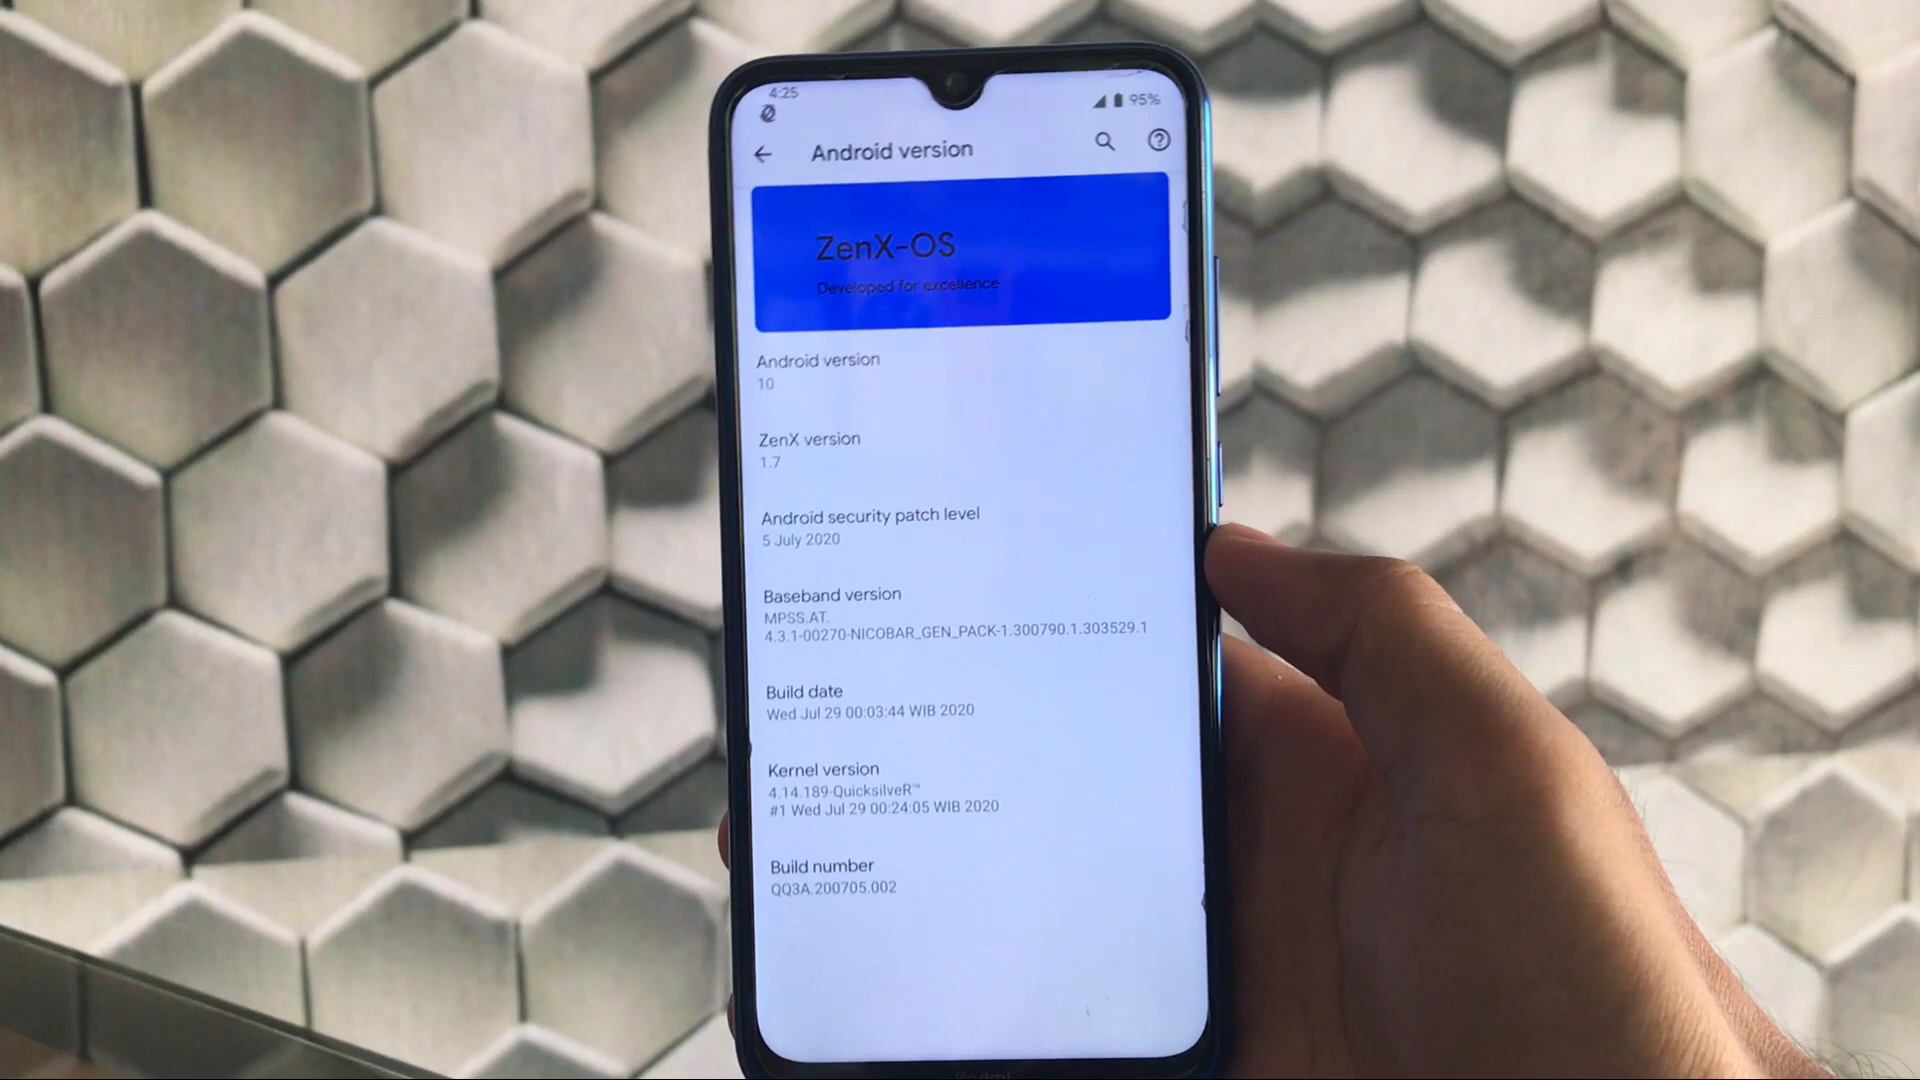 4:25
95%
Android version
ZenX-OS
Developed for excellence
Android version
10
ZenX version
1.7
Android security patch level
5 July 2020
Baseband version
MPSS.AT.
4.3.1-00270-NICOBAR_GEN_PACK-1.300790.1.303529.1
Build date
Wed Jul 29 00:03:44 WIB 2020
Kernel version
4.14.189-QuicksilveR™
#1 Wed Jul 29 00:24:05 WIB 2020
Build number
QQ3A.200705.002
Redmi